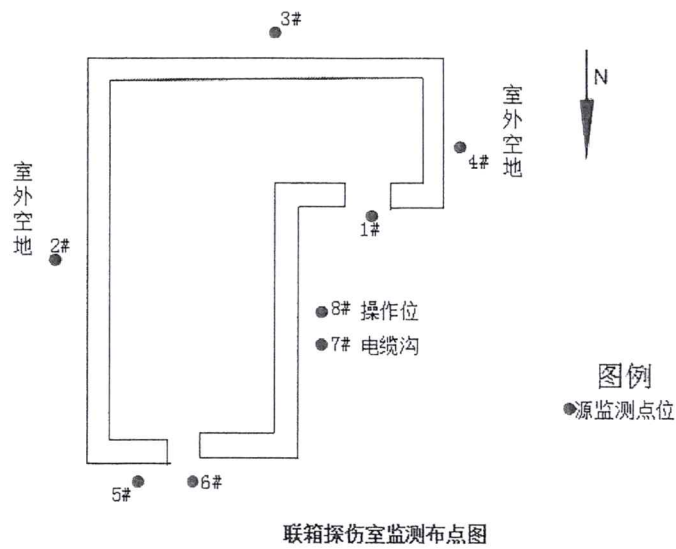 3#
N
室外空地
4#
室外空地
1#
2#
8# 操作位
7# 电缆沟
图例
源监测点位
5#
6#
联箱探伤室监测布点图